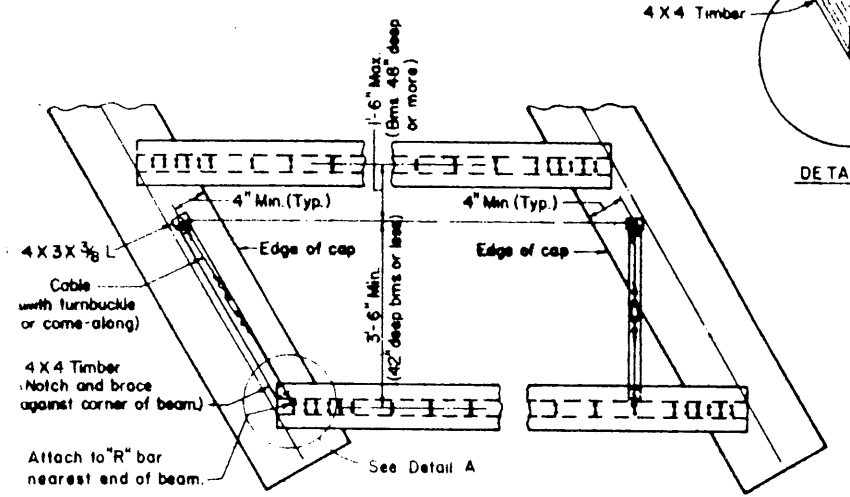 4 X 4 Timber
DETA
1'-6" Max.
(Bms 48" deep
or more)
4" Min. (Typ.)
4" Min. (Typ.)
4 X 3 X 3/8 L
Edge of cap
Edge of cap
Cable
with turnbuckle
or come-along)
3'-6" Min.
(42" deep bms or less)
4 X 4 Timber
(Notch and brace
against corner of beam.)
Attach to "R" bar
nearest end of beam.
See Detail A